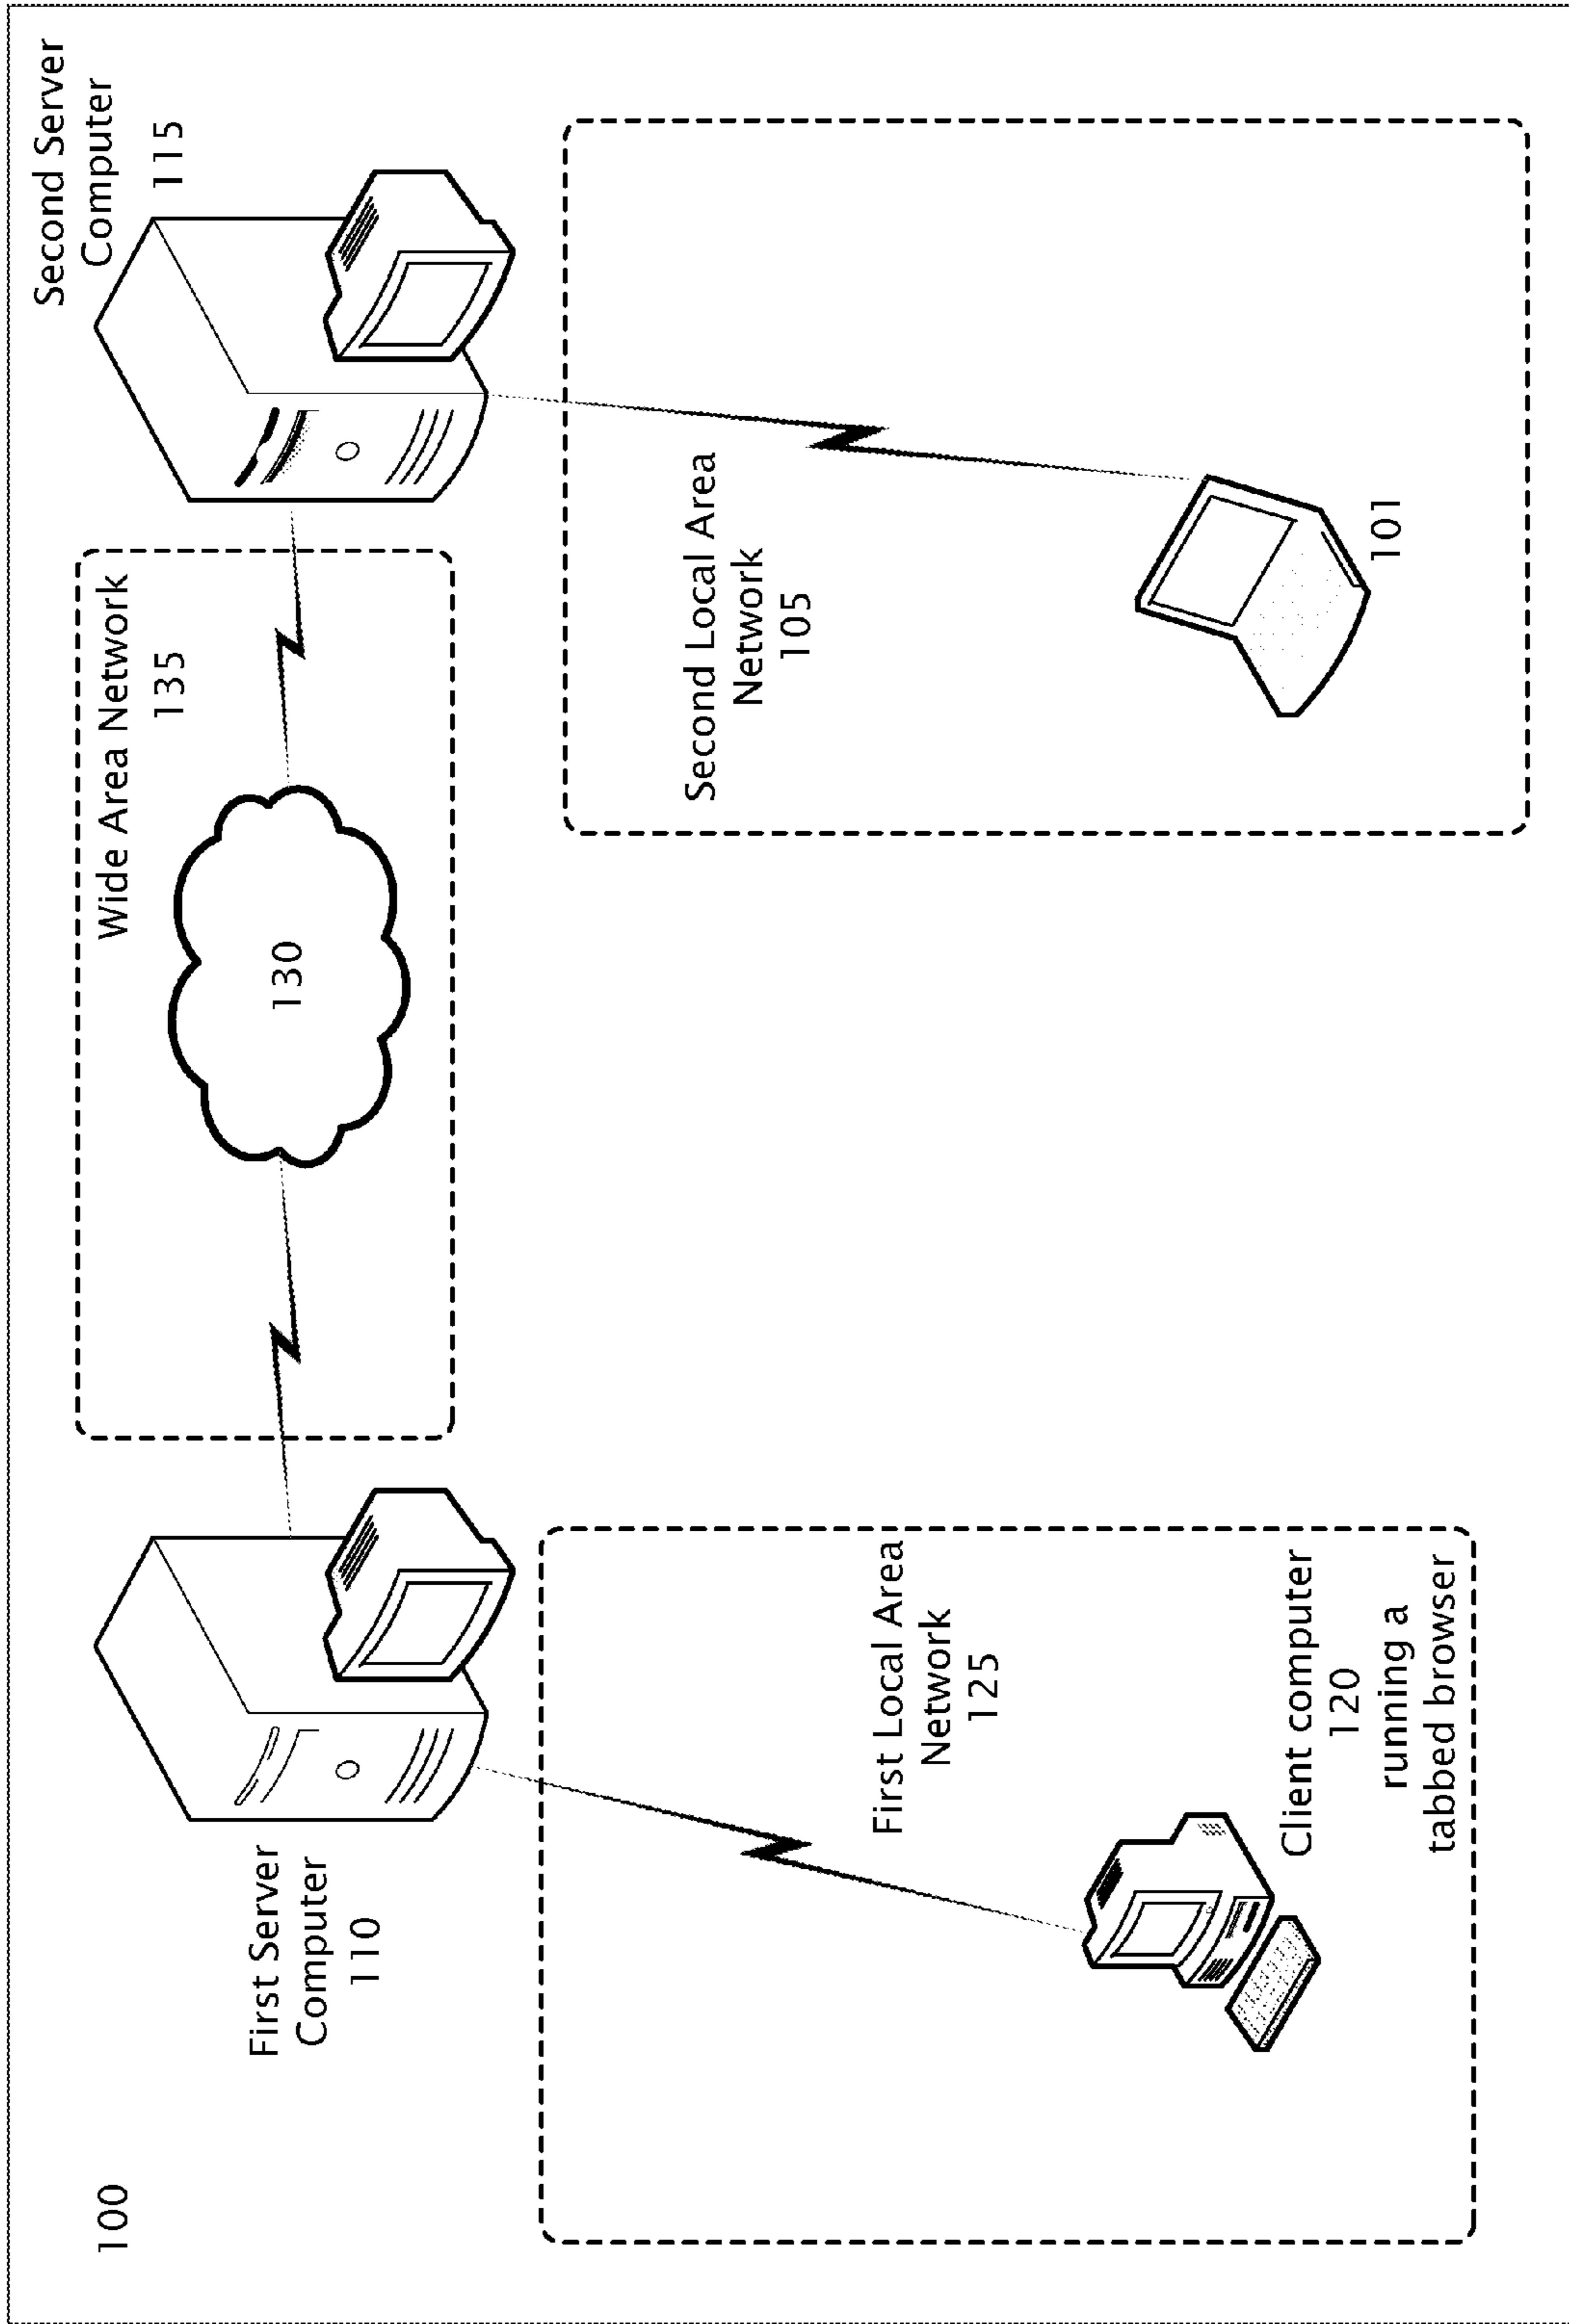 100
First Server
Computer
110
Wide Area Network
135
130
Second Server
Computer
115
First Local Area
Network
125
Client computer
120
running a
tabbed browser
Second Local Area
Network
105
101